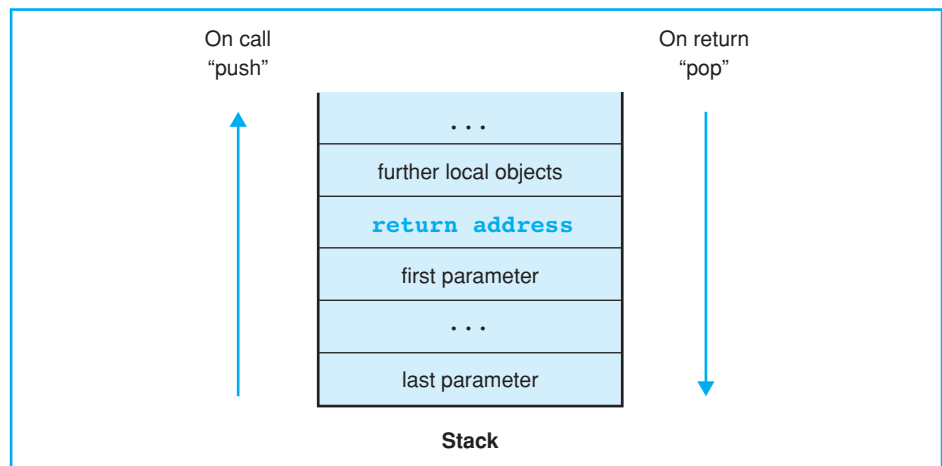 On call
“push”
On return
“pop”
...
further local objects
return address
first parameter
...
last parameter
Stack